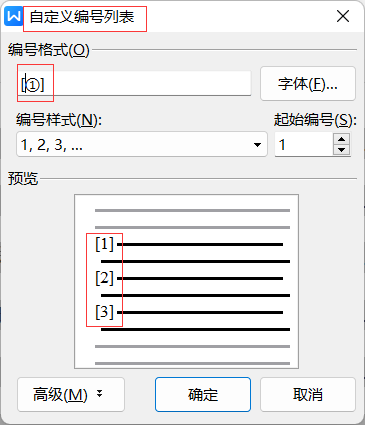 自定义编号列表
编号格式(O)
[①]
字体(F)...
编号样式(N):
起始编号(S):
1, 2, 3, ...
1
预览
[1]
[2]
[3]
高级(M)
确定
取消